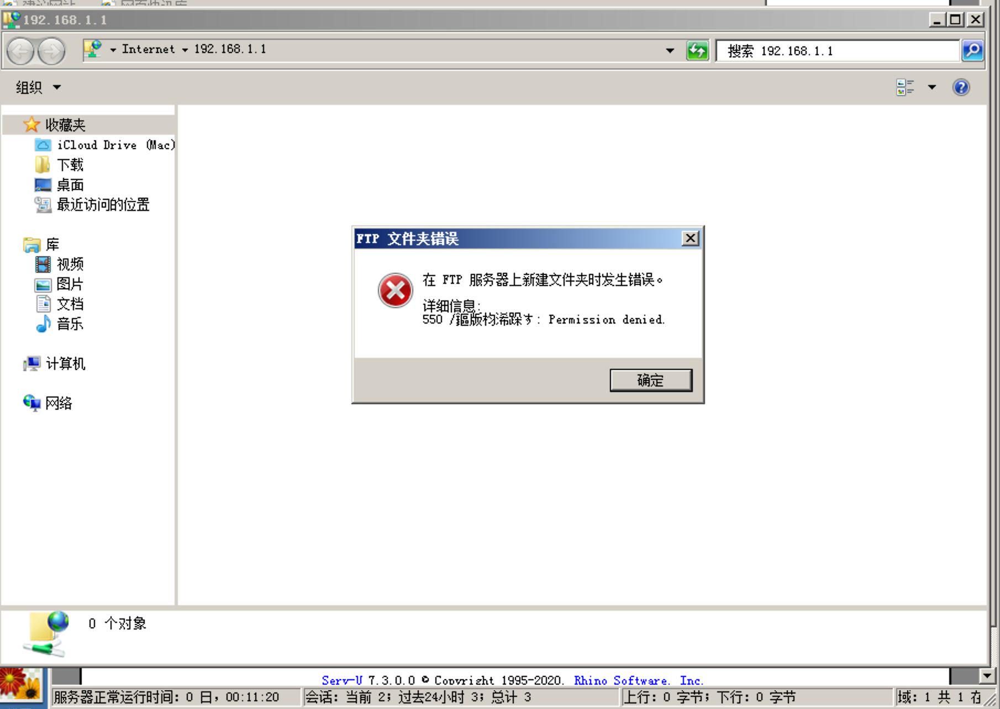 192.168.1.1
Internet 192.168.1.1
搜索 192.168.1.1
组织
收藏夹
iCloud Drive (Mac)
下载
桌面
最近访问的位置
库
视频
图片
文档
音乐
计算机
网络
FTP 文件夹错误
在 FTP 服务器上新建文件夹时发生错误。
详细信息:
550 / Permission denied.
确定
0 个对象
Serv-U 7.3.0.0 © Copyright 1995-2020. Rhino Software, Inc.
服务器正常运行时间: 0 日, 00:11:20
会话: 当前 2; 过去24小时 3; 总计 3
上行: 0 字节; 下行: 0 字节
域: 1 共 1 在